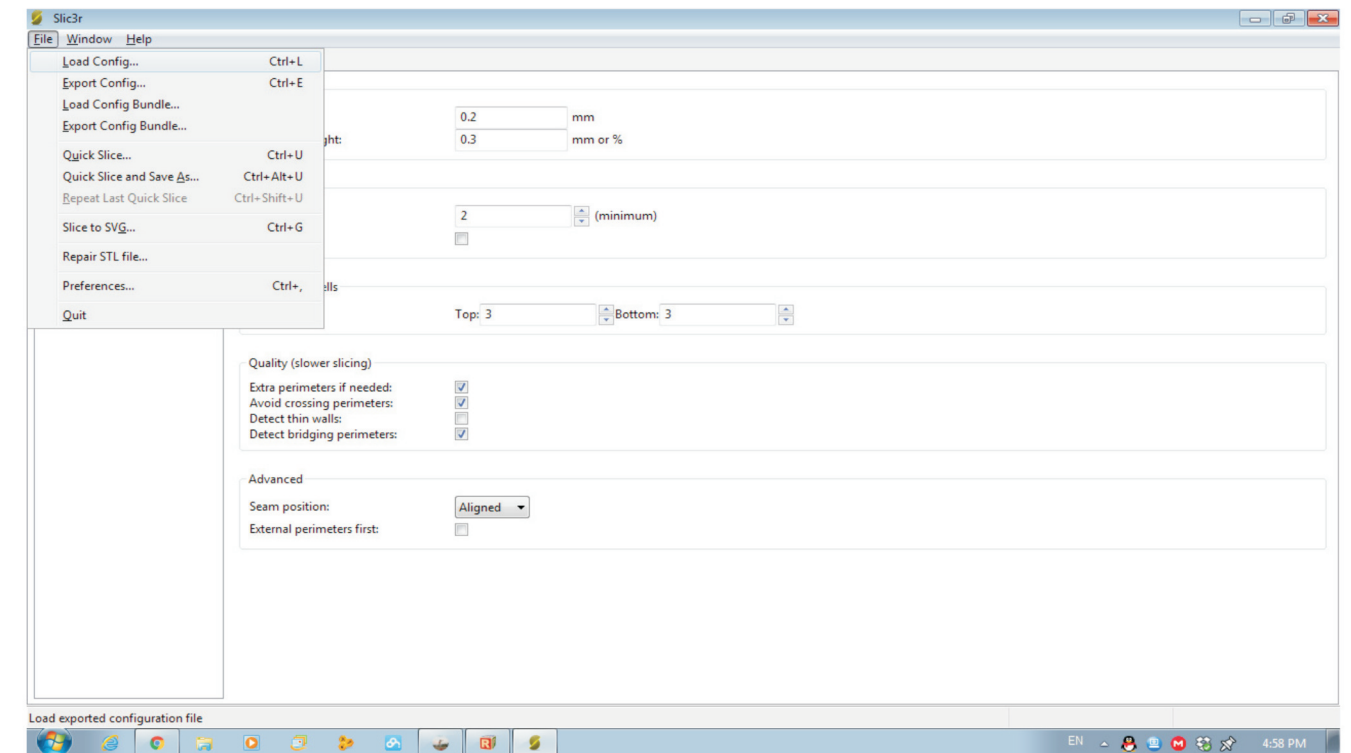 Slic3r
File Window Help
Load Config... Ctrl+L
Export Config... Ctrl+E
Load Config Bundle...
Export Config Bundle...
0.2 mm
ght: 0.3 mm or %
Quick Slice... Ctrl+U
Quick Slice and Save As... Ctrl+Alt+U
Repeat Last Quick Slice Ctrl+Shift+U
2 (minimum)
Slice to SVG... Ctrl+G
Repair STL file...
Preferences... Ctrl+, ells
Quit
Top: 3 Bottom: 3
Quality (slower slicing)
Extra perimeters if needed:
Avoid crossing perimeters:
Detect thin walls:
Detect bridging perimeters:
Advanced
Seam position: Aligned
External perimeters first:
Load exported configuration file
EN 4:58 PM